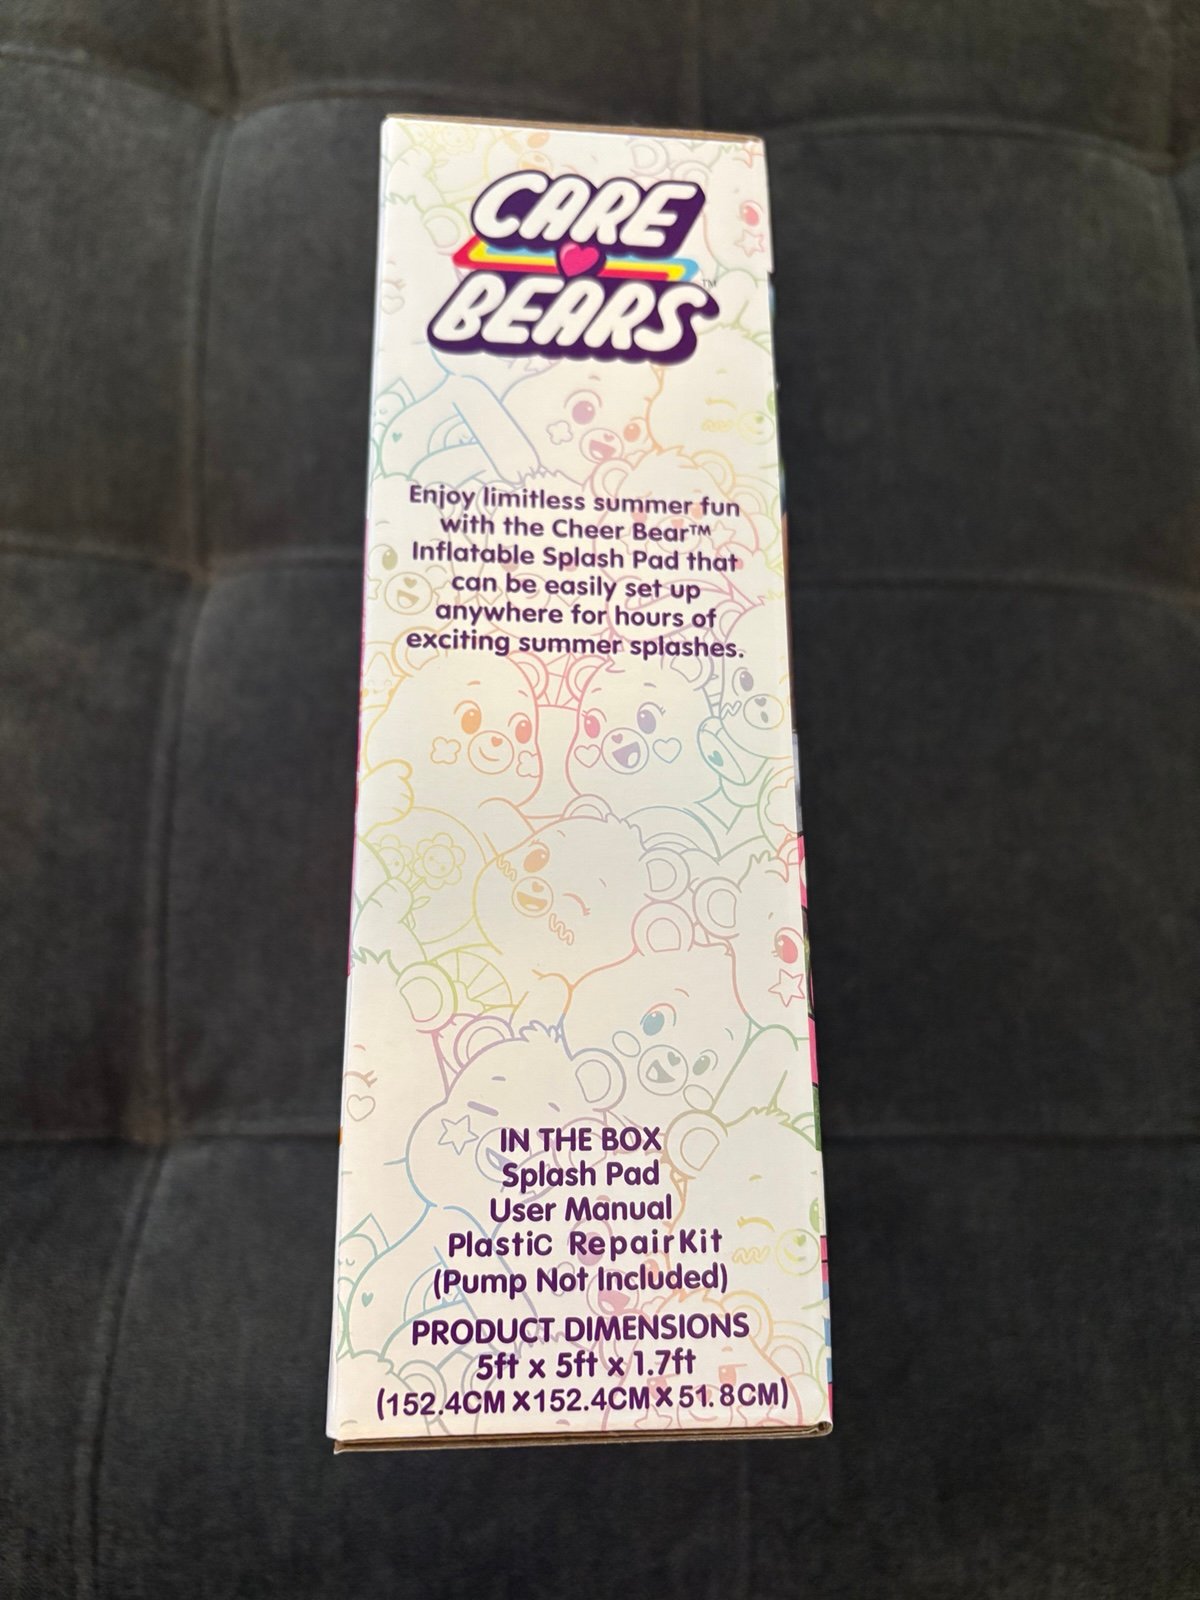 CARE
BEARS™
Enjoy limitless summer fun
with the Cheer Bear™
Inflatable Splash Pad that
can be easily set up
anywhere for hours of
exciting summer splashes.
IN THE BOX
Splash Pad
User Manual
Plastic Repair Kit
(Pump Not Included)
PRODUCT DIMENSIONS
5ft x 5ft x 1.7ft
(152.4CM X 152.4CM X 51.8CM)